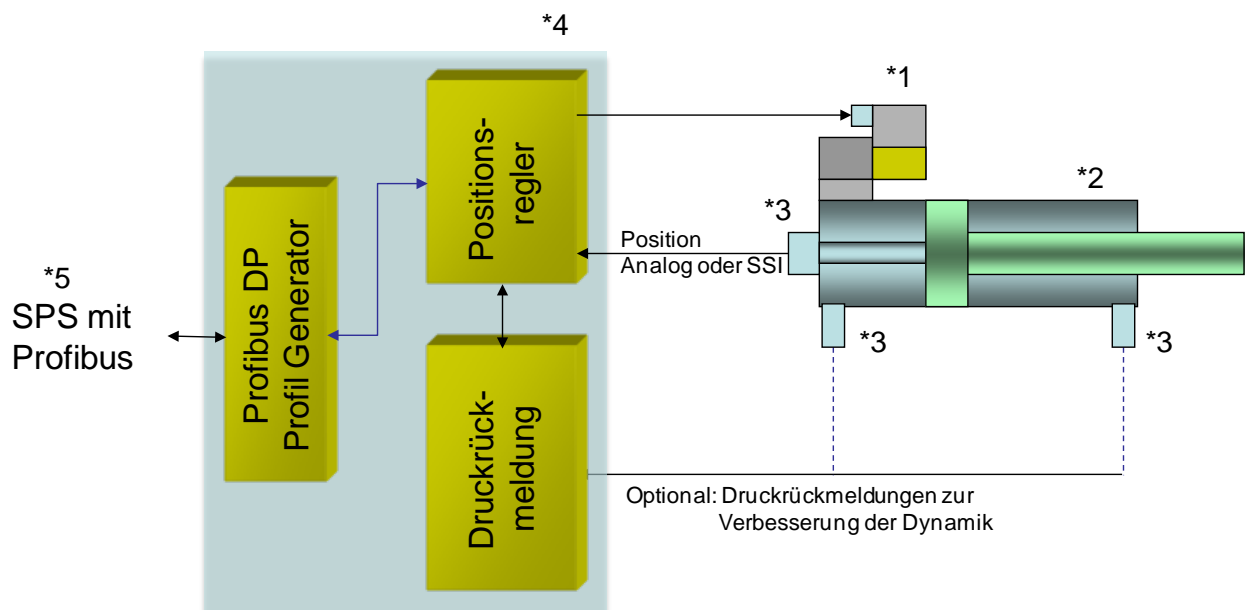 *4
*1
*2
*3
Positions-
regler
Position
Analog oder SSI
*5
SPS mit
Profibus
Profibus DP
Profil Generator
*3
*3
Druckrück-
meldung
Optional: Druckrückmeldungen zur
Verbesserung der Dynamik